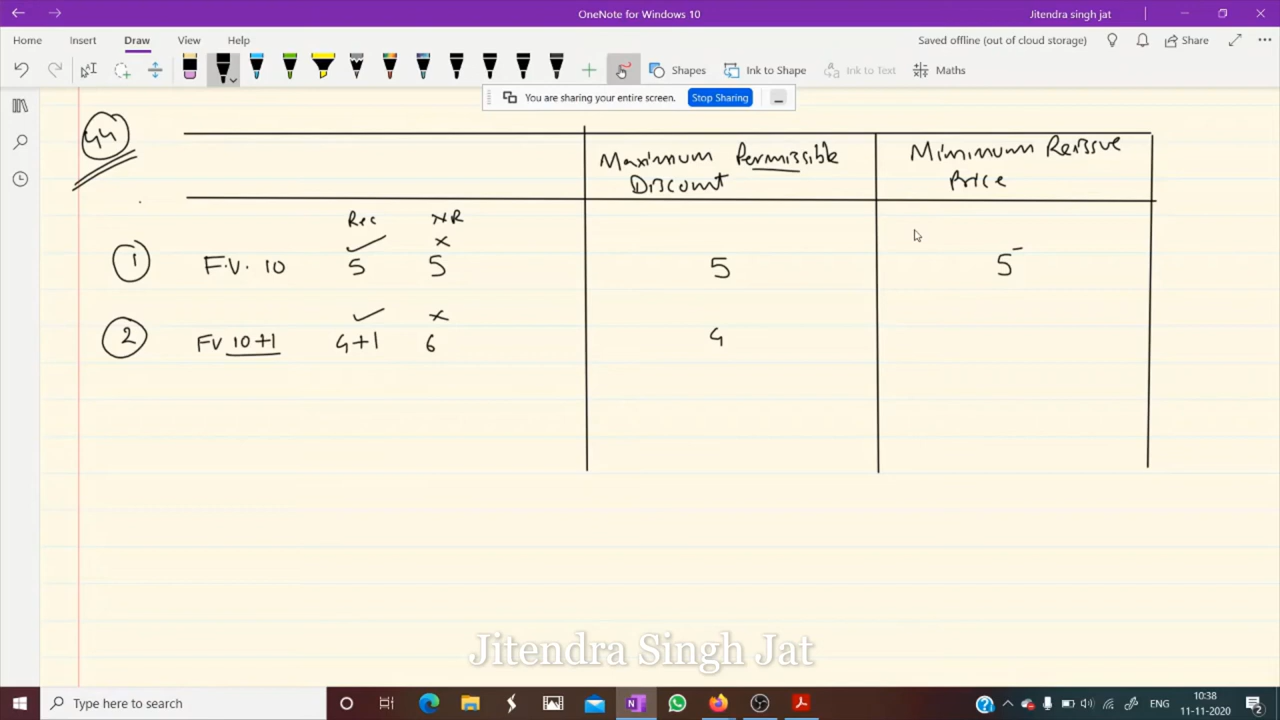 OneNote for Windows 10
Jitendra singh jat
Home Insert Draw View Help
Saved offline (out of cloud storage)
Share
Shapes
Ink to Shape
Ink to Text
Maths
You are sharing your entire screen.
Stop Sharing
44
Maximum Permissible
Discount
Minimum Reissue
Price
Rec NR
1 F.V. 10 5 5 5 5
2 FV 10+1 4+1 6 4
Jitendra Singh Jat
Type here to search
ENG
10:38
11-11-2020